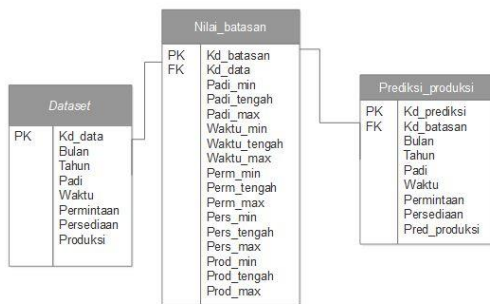 Dataset
PK Kd_data
Bulan
Tahun
Padi
Waktu
Permintaan
Persediaan
Produksi
Nilai_batasan
PK Kd_batasan
FK Kd_data
Padi_min
Padi_tengah
Padi_max
Waktu_min
Waktu_tengah
Waktu_max
Perm_min
Perm_tengah
Perm_max
Pers_min
Pers_tengah
Pers_max
Prod_min
Prod_tengah
Prod_max
Prediksi_produksi
PK Kd_prediksi
FK Kd_batasan
Bulan
Tahun
Padi
Waktu
Permintaan
Persediaan
Pred_produksi